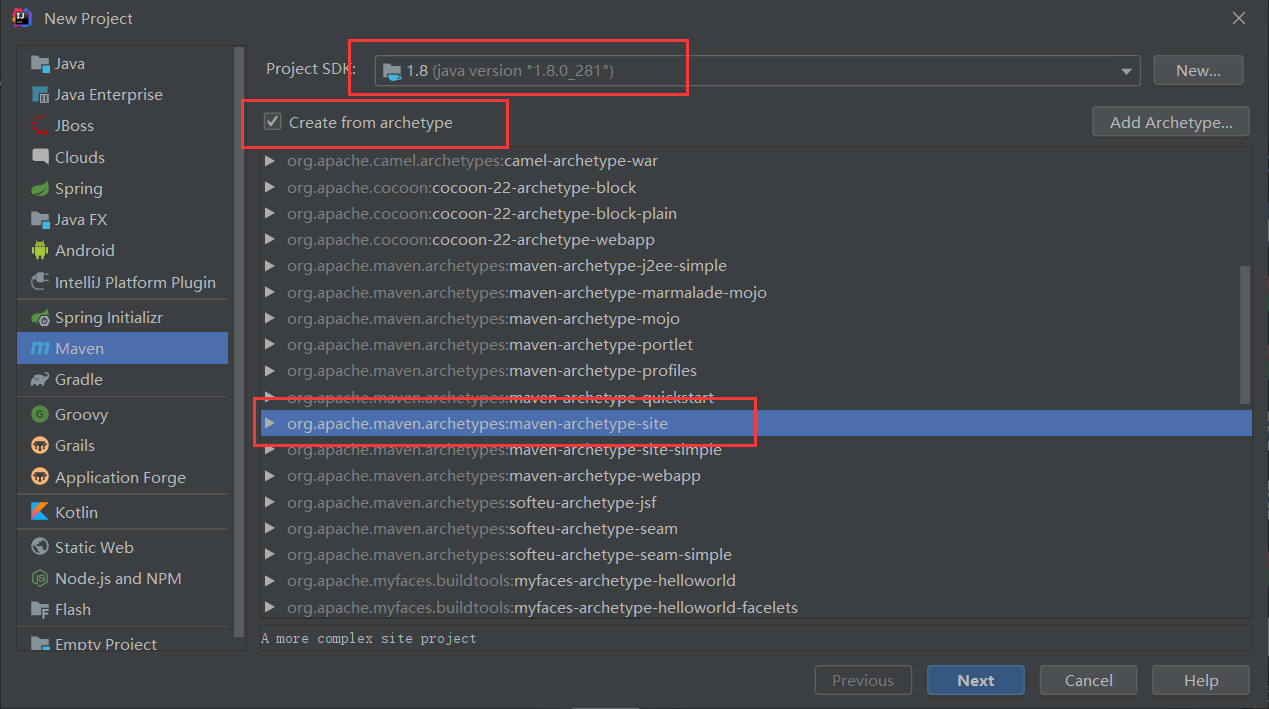 New Project
Java
Java Enterprise
JBoss
Clouds
Spring
Java FX
Android
IntelliJ Platform Plugin
Spring Initializr
Maven
Gradle
Groovy
Grails
Application Forge
Kotlin
Static Web
Node.js and NPM
Flash
Empty Project
Project SDK: 1.8 (java version "1.8.0_281") New...
Create from archetype Add Archetype...
org.apache.camel.archetypes:camel-archetype-war
org.apache.cocoon:cocoon-22-archetype-block
org.apache.cocoon:cocoon-22-archetype-block-plain
org.apache.cocoon:cocoon-22-archetype-webapp
org.apache.maven.archetypes:maven-archetype-j2ee-simple
org.apache.maven.archetypes:maven-archetype-marmalade-mojo
org.apache.maven.archetypes:maven-archetype-mojo
org.apache.maven.archetypes:maven-archetype-portlet
org.apache.maven.archetypes:maven-archetype-profiles
org.apache.maven.archetypes:maven-archetype-quickstart
org.apache.maven.archetypes:maven-archetype-site
org.apache.maven.archetypes:maven-archetype-site-simple
org.apache.maven.archetypes:maven-archetype-webapp
org.apache.maven.archetypes:softeu-archetype-jsf
org.apache.maven.archetypes:softeu-archetype-seam
org.apache.maven.archetypes:softeu-archetype-seam-simple
org.apache.myfaces.buildtools:myfaces-archetype-helloworld
org.apache.myfaces.buildtools:myfaces-archetype-helloworld-facelets
A more complex site project
Previous Next Cancel Help